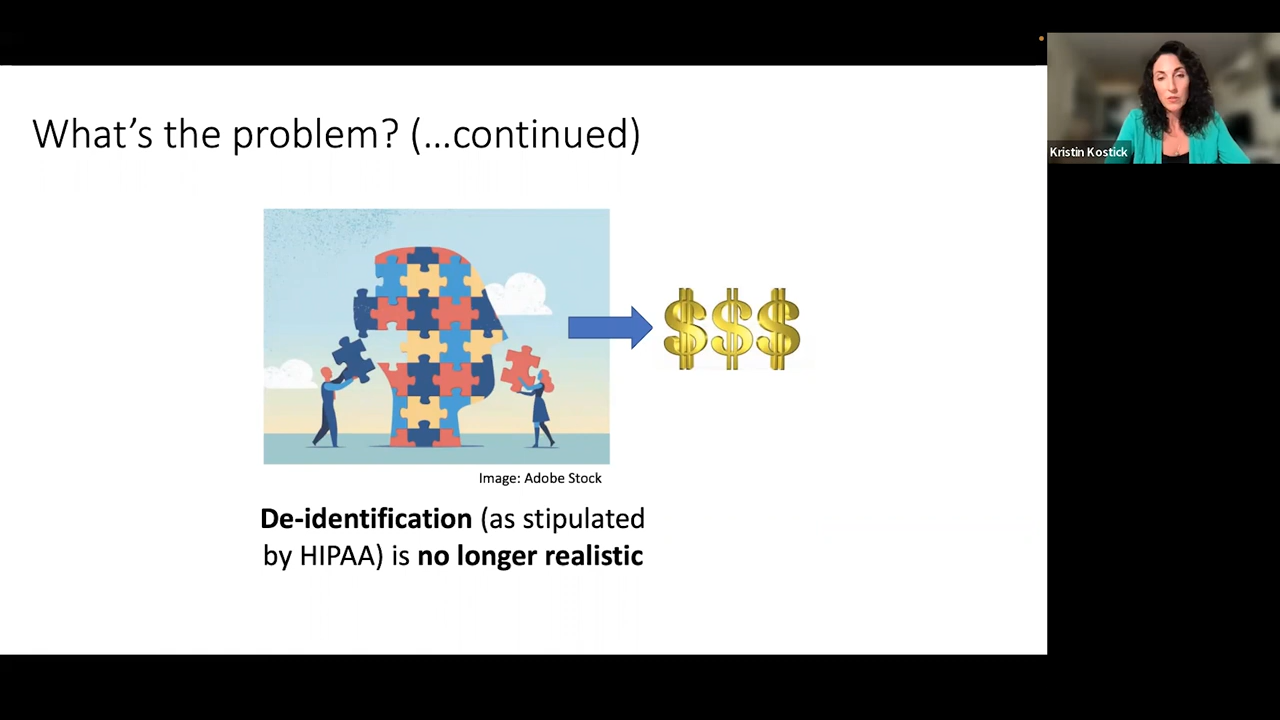 What’s the problem? (…continued)
Kristin Kostick
$$$
Image: Adobe Stock
De-identification (as stipulated
by HIPAA) is no longer realistic